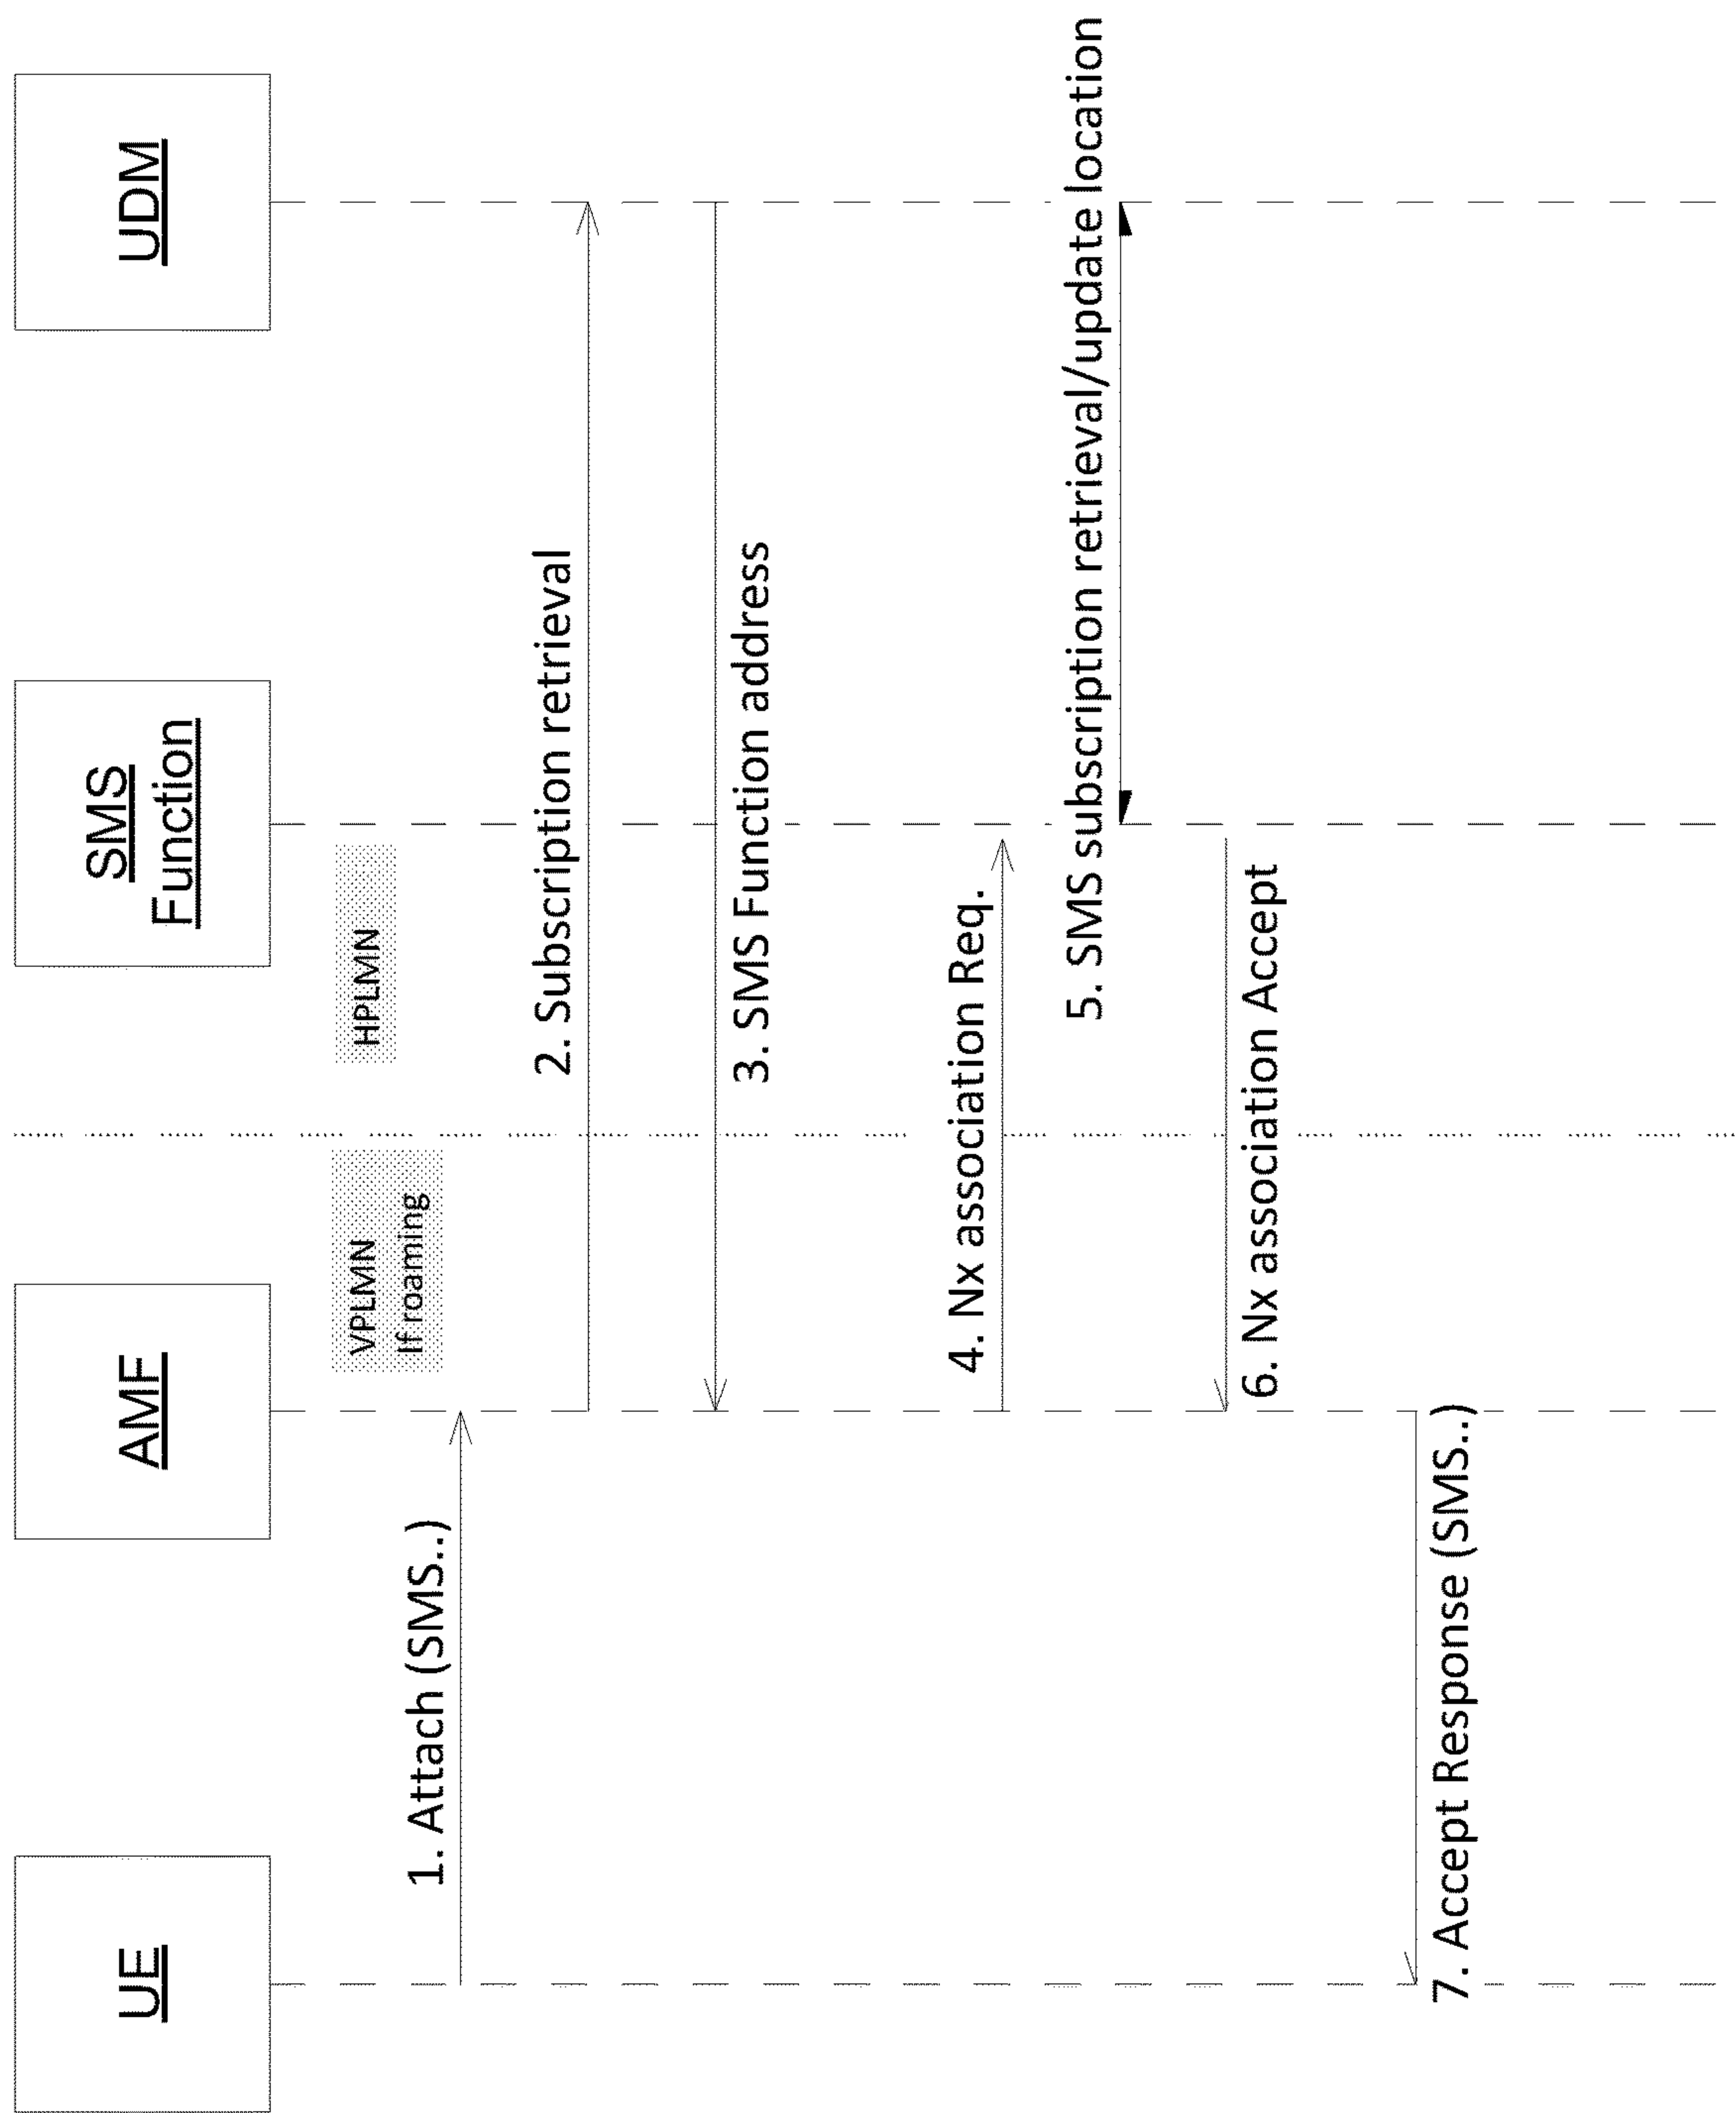 UE
AMF
SMS
Function
UDM
VPLMN
If roaming
HPLMN
1. Attach (SMS..)
2. Subscription retrieval
3. SMS Function address
4. Nx association Req.
5. SMS subscription retrieval/update location
6. Nx association Accept
7. Accept Response (SMS..)